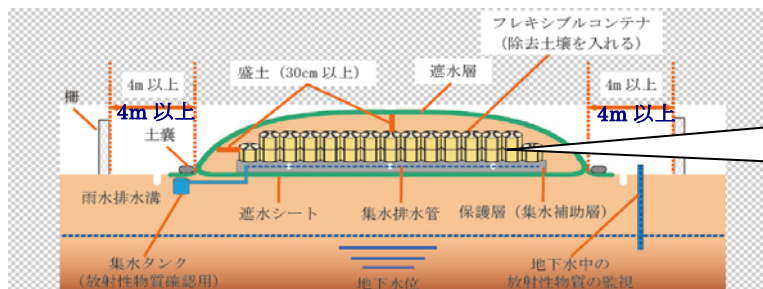 フレキシブルコンテナ
(除去土壌を入れる)
4m 以上
4m 以上
盛土(30cm 以上)
遮水層
4m 以上
4m 以上
柵
土嚢
雨水排水溝
遮水シート
集水排水管
保護層(集水補助層)
集水タンク
(放射性物質確認用)
地下水位
地下水中の
放射性物質の監視